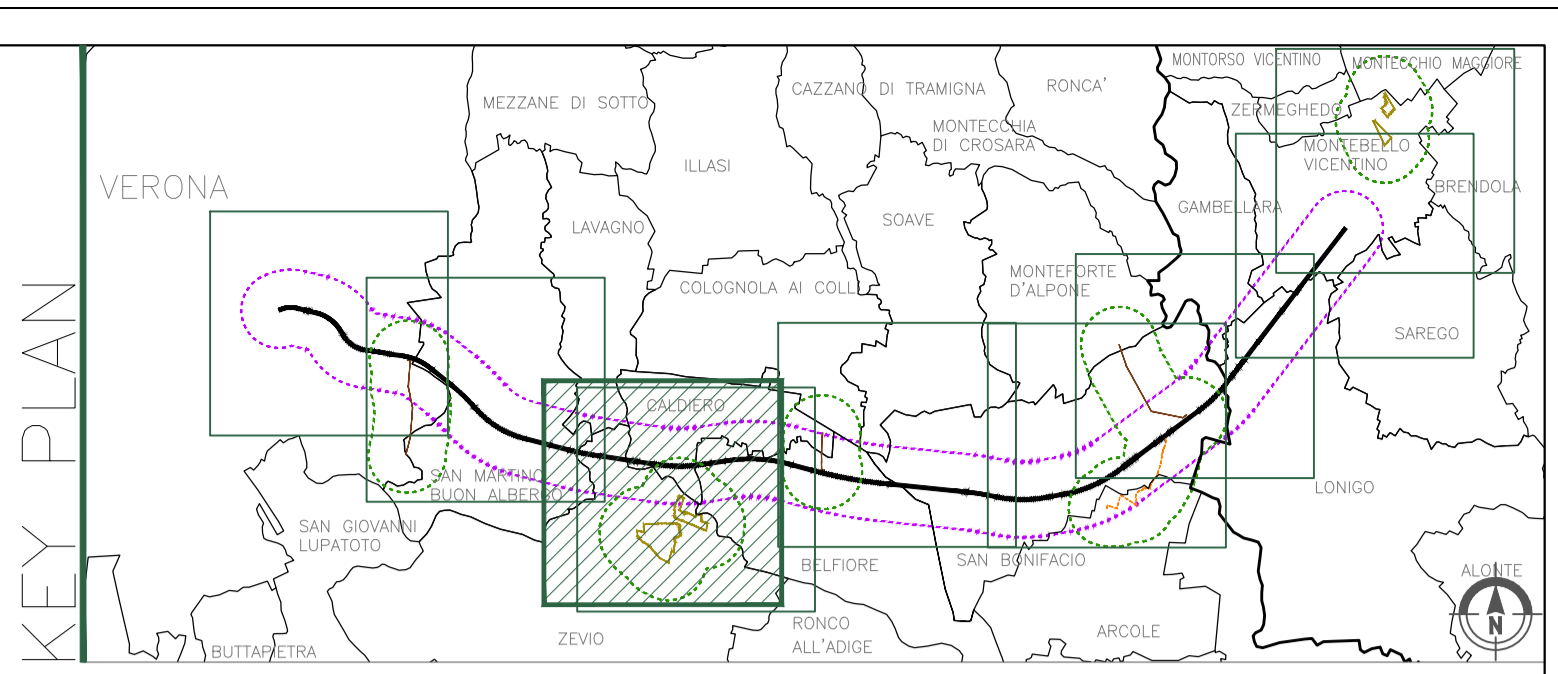 KEY PLAN
MONTORSO VICENTINO
MONTECCHIO MAGGIORE
CAZZANO DI TRAMIGNA
RONCA'
MEZZANE DI SOTTO
ZERMEGHEDO
MONTECCHIA
DI CROSARA
MONTEBELLO
VICENTINO
ILLASI
VERONA
BRENDOLA
GAMBELLARA
SOAVE
LAVAGNO
MONTEFORTE
D'ALPONE
COLOGNOLA AI COLLI
SAREGO
CALDIERO
SAN MARTINO
BUON ALBERGO
LONIGO
SAN GIOVANNI
LUPATOTO
BELFIORE
SAN BONIFACIO
ALONTE
RONCO
ALL'ADIGE
ARCOLE
ZEVIO
BUTTAPIETRA
N